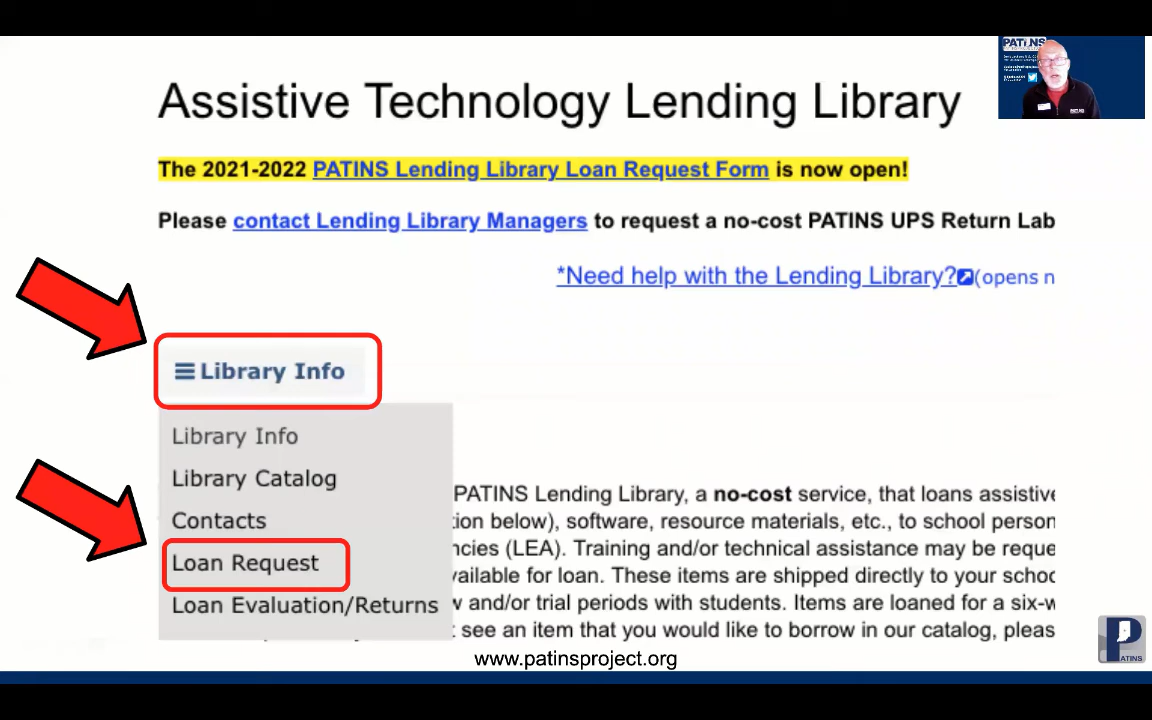 PATINS
Assistive Technology Lending Library
The 2021-2022 PATINS Lending Library Loan Request Form is now open!
Please contact Lending Library Managers to request a no-cost PATINS UPS Return Lab
*Need help with the Lending Library? (opens n
Library Info
Library Info
Library Catalog
Contacts
Loan Request
Loan Evaluation/Returns
PATINS Lending Library, a no-cost service, that loans assistive
tion below), software, resource materials, etc., to school person
ncies (LEA). Training and/or technical assistance may be reque
vailable for loan. These items are shipped directly to your schoo
w and/or trial periods with students. Items are loaned for a six-w
t see an item that you would like to borrow in our catalog, pleas
www.patinsproject.org
P
PATINS